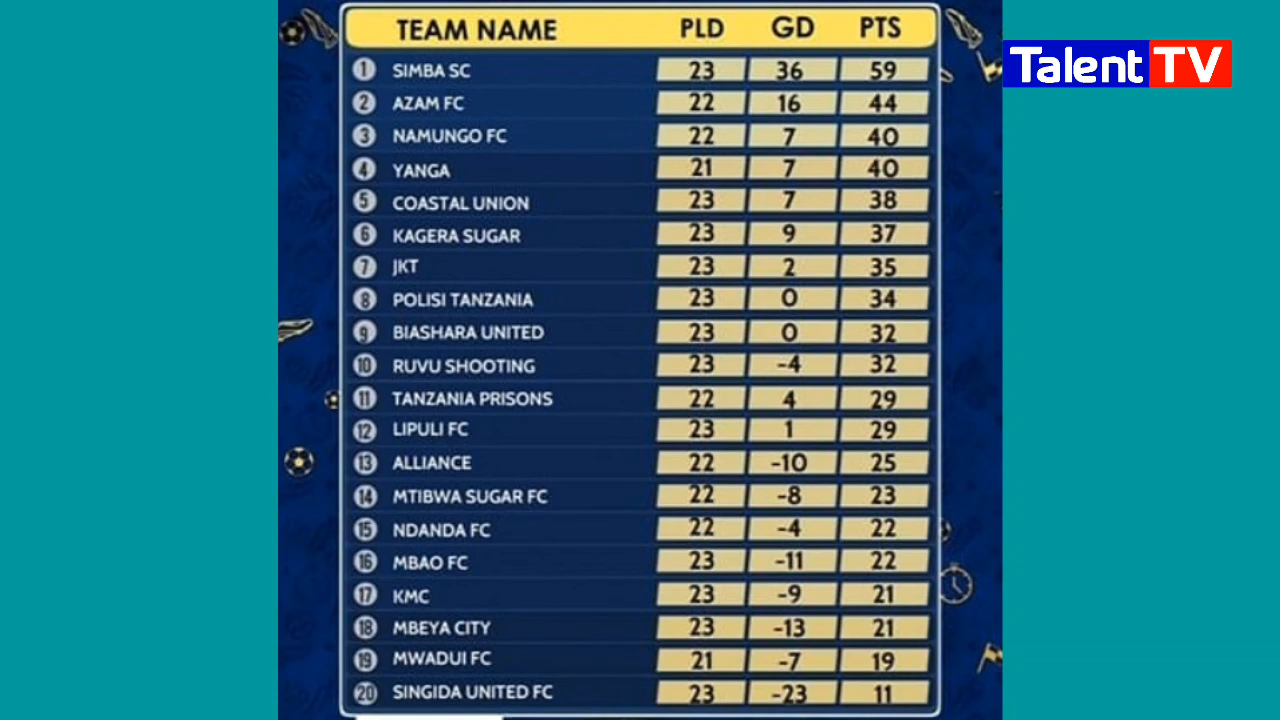 TEAM NAME PLD GD PTS
1 SIMBA SC 23 36 59
2 AZAM FC 22 16 44
3 NAMUNGO FC 22 7 40
4 YANGA 21 7 40
5 COASTAL UNION 23 7 38
6 KAGERA SUGAR 23 9 37
7 JKT 23 2 35
8 POLISI TANZANIA 23 0 34
9 BIASHARA UNITED 23 0 32
10 RUVU SHOOTING 23 -4 32
11 TANZANIA PRISONS 22 4 29
12 LIPULI FC 23 1 29
13 ALLIANCE 22 -10 25
14 MTIBWA SUGAR FC 22 -8 23
15 NDANDA FC 22 -4 22
16 MBAO FC 23 -11 22
17 KMC 23 -9 21
18 MBEYA CITY 23 -13 21
19 MWADUI FC 21 -7 19
20 SINGIDA UNITED FC 23 -23 11
Talent TV